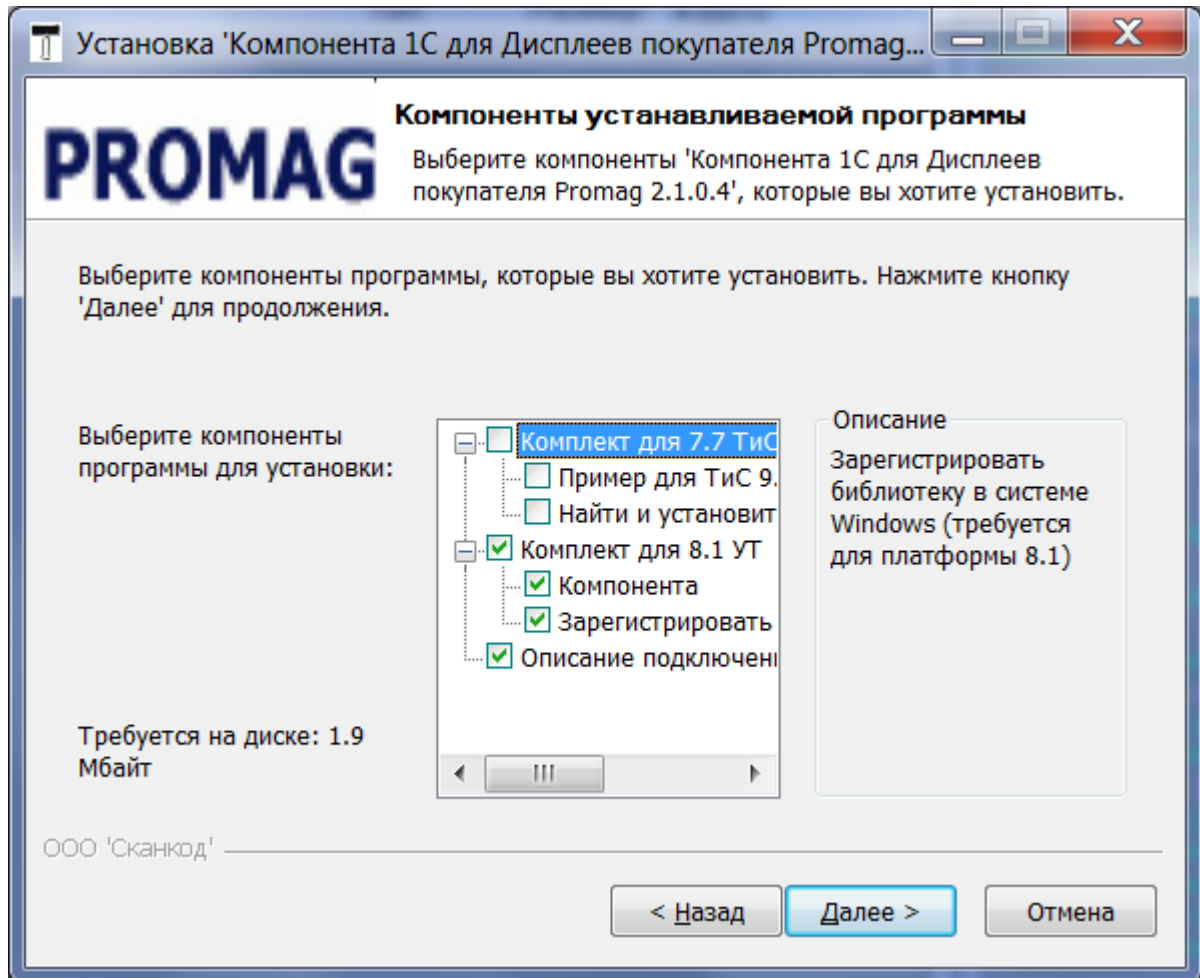 Установка 'Компонента 1С для Дисплеев покупателя Promag...
PROMAG
Компоненты устанавливаемой программы
Выберите компоненты 'Компонента 1С для Дисплеев
покупателя Promag 2.1.0.4', которые вы хотите установить.
Выберите компоненты программы, которые вы хотите установить. Нажмите кнопку
'Далее' для продолжения.
Выберите компоненты
программы для установки:
Комплект для 7.7 ТиС
Пример для ТиС 9.
Найти и установит
Комплект для 8.1 УТ
Компонента
Зарегистрировать
Описание подключени
Описание
Зарегистрировать
библиотеку в системе
Windows (требуется
для платформы 8.1)
Требуется на диске: 1.9
Мбайт
ООО 'Сканкод'
< Назад
Далее >
Отмена